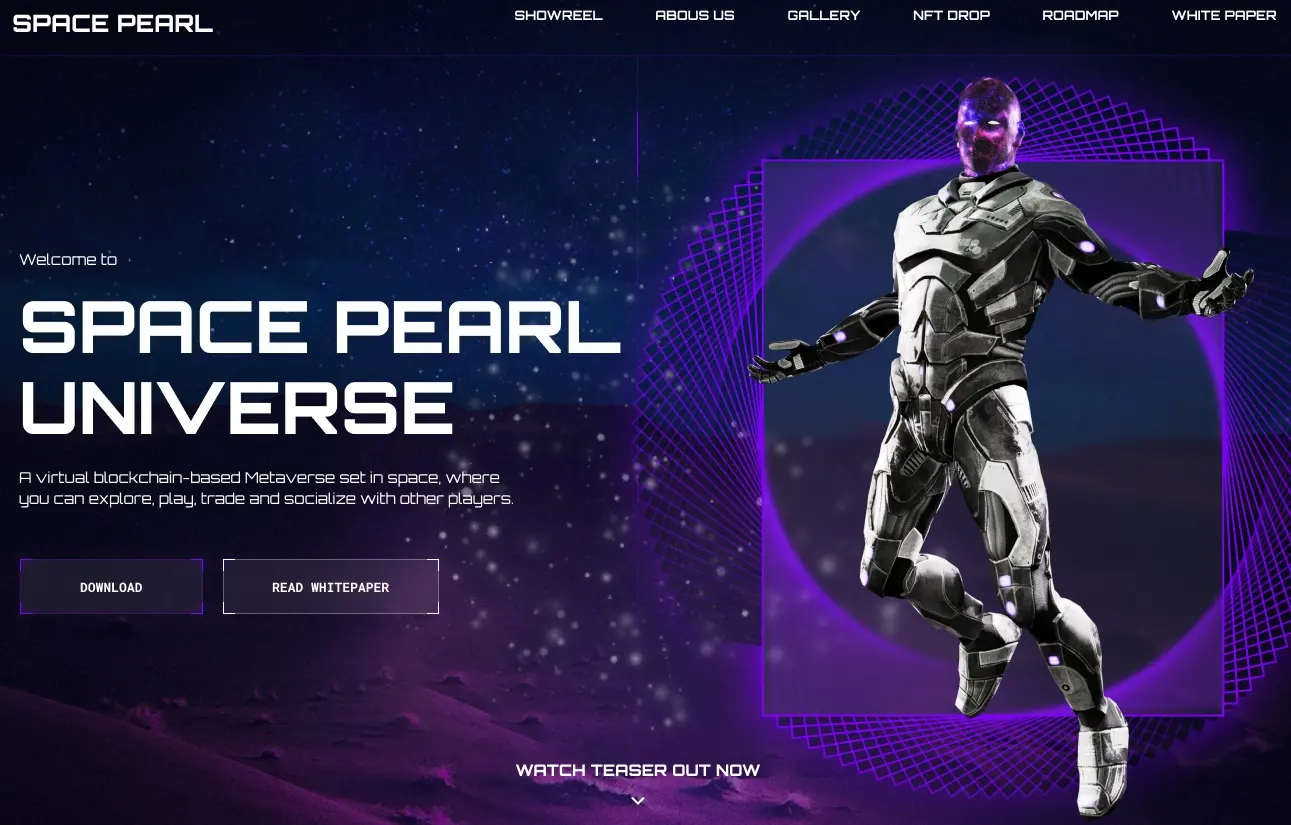 SPACE PEARL
SHOWREEL
ABOUS US
GALLERY
NFT DROP
ROADMAP
WHITE PAPER
Welcome to
SPACE PEARL
UNIVERSE
A virtual blockchain-based Metaverse set in space, where
you can explore, play, trade and socialize with other players.
DOWNLOAD
READ WHITEPAPER
WATCH TEASER OUT NOW